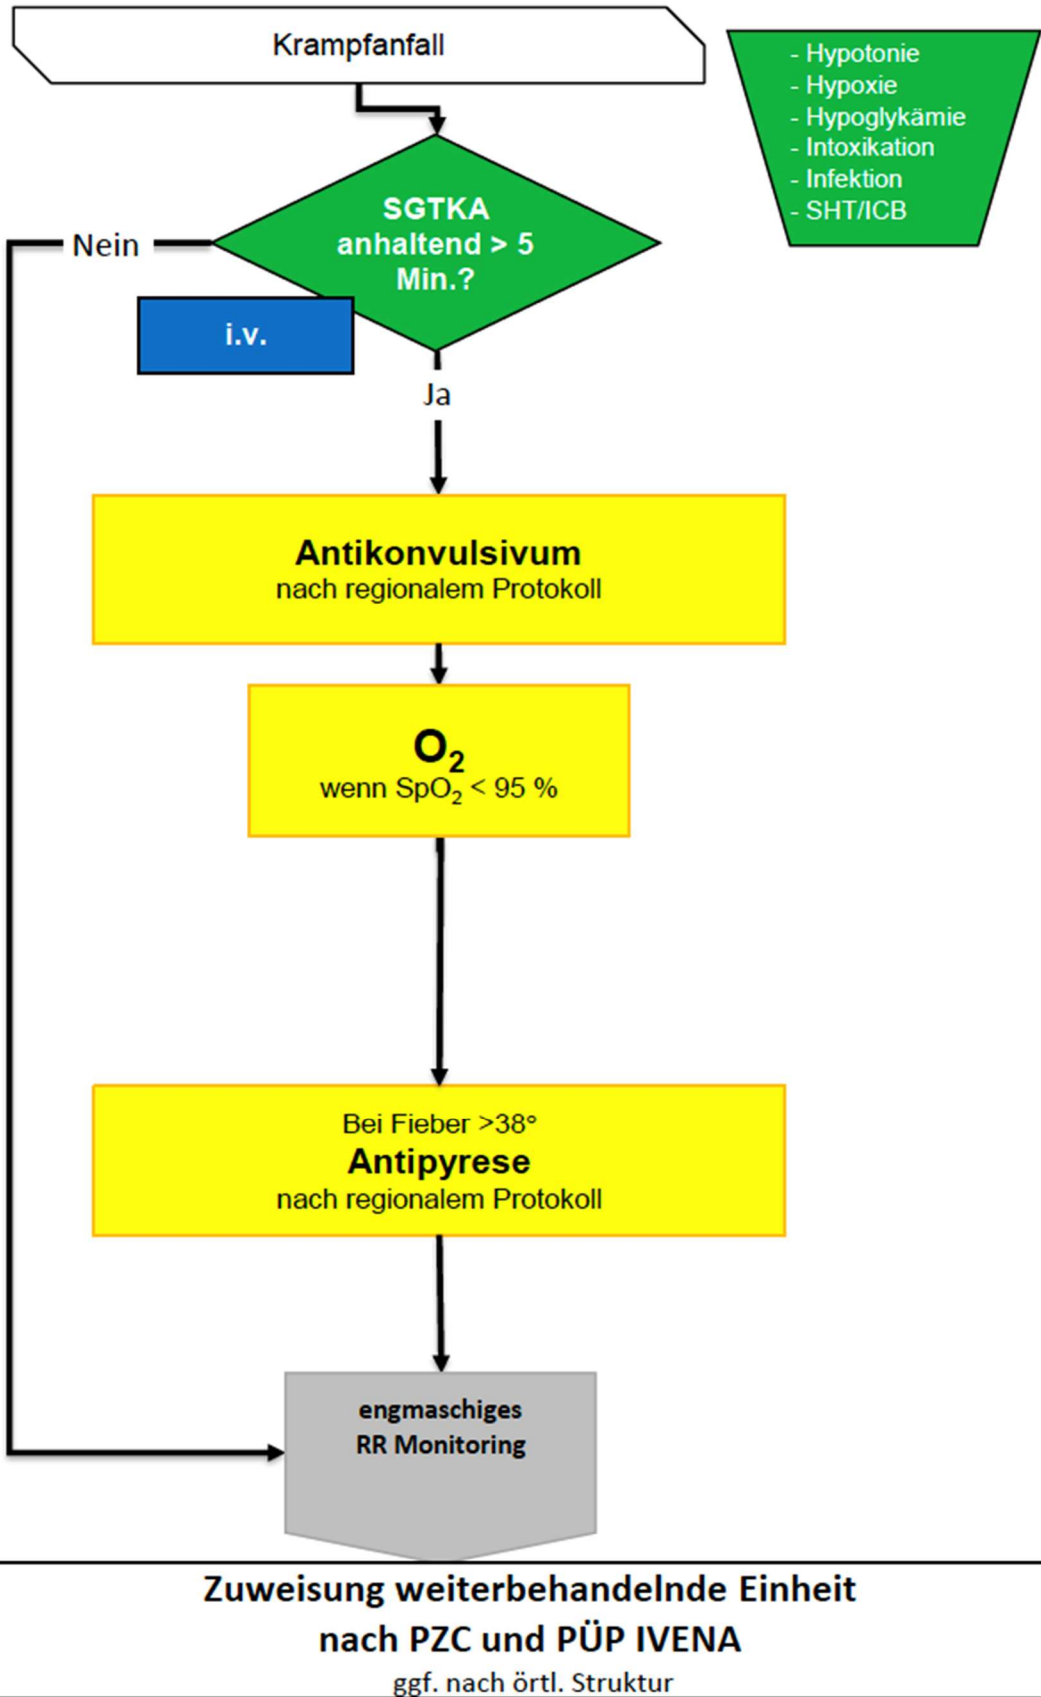 Krampfanfall
- Hypotonie
- Hypoxie
- Hypoglykämie
- Intoxikation
- Infektion
- SHT/ICB
SGTKA
anhaltend > 5
Min.?
Nein
i.v.
Ja
Antikonvulsivum
nach regionalem Protokoll
O₂
wenn SpO₂ < 95 %
Bei Fieber >38°
Antipyrese
nach regionalem Protokoll
engmaschiges
RR Monitoring
Zuweisung weiterbehandelnde Einheit
nach PZC und PÜP IVENA
ggf. nach örtl. Struktur